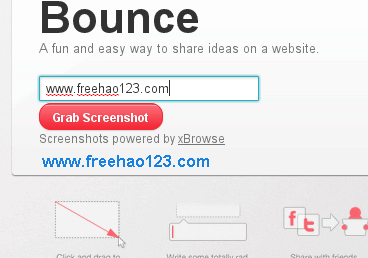 Bounce
A fun and easy way to share ideas on a website.
www.freehao123.com
Grab Screenshot
Screenshots powered by xBrowse
www.freehao123.com
Click and drag to
Write some totally rad
Share with friends